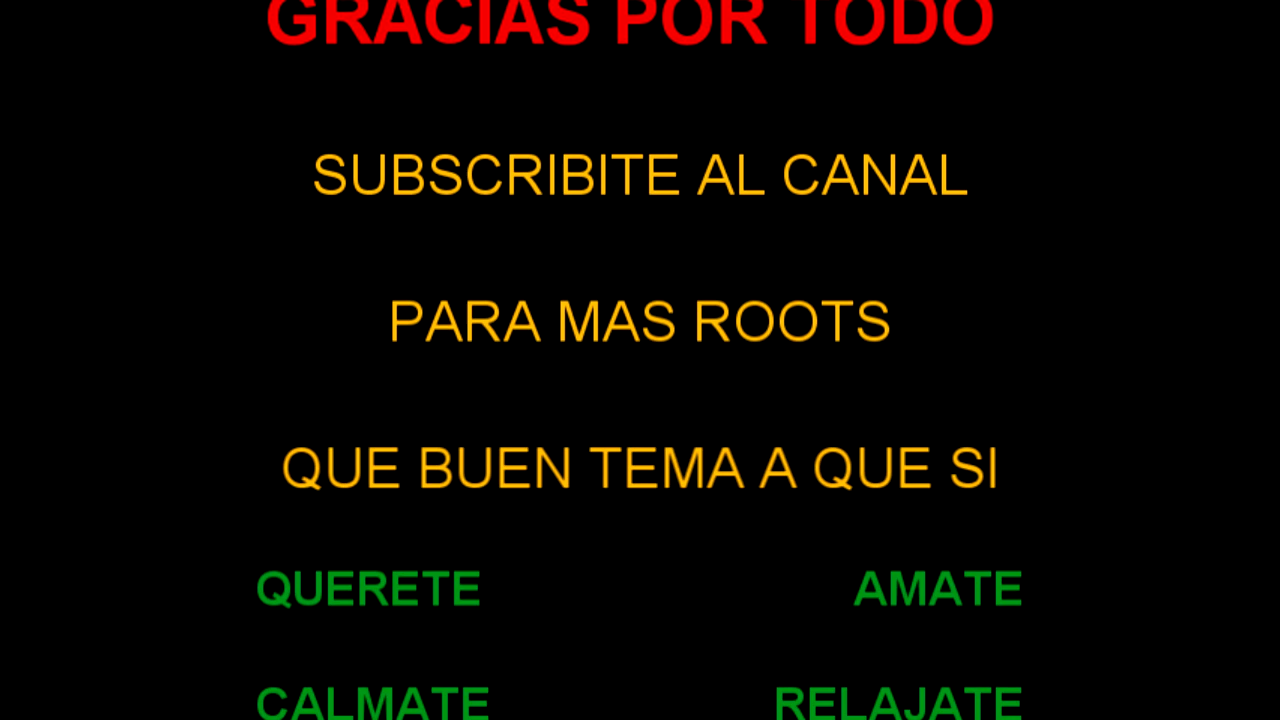 GRACIAS POR TODO
SUBSCRIBITE AL CANAL
PARA MAS ROOTS
QUE BUEN TEMA A QUE SI
QUERETE AMATE
CALMATE RELAJATE